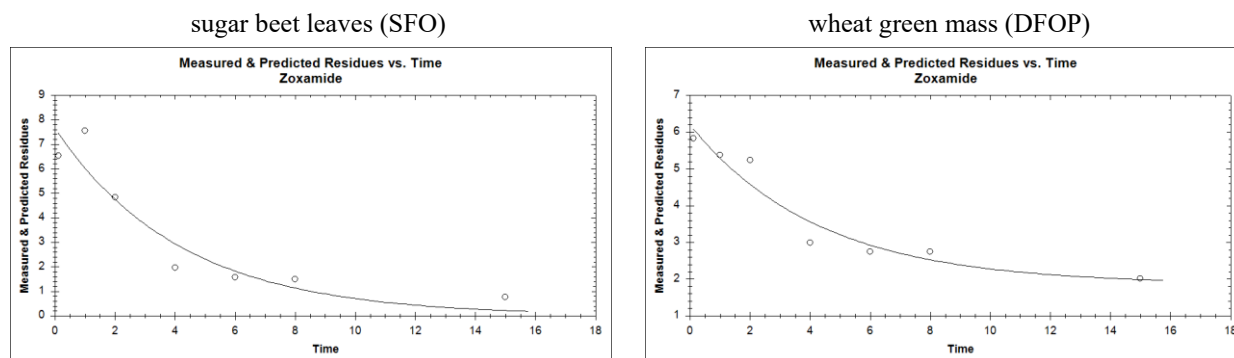 sugar beet leaves (SFO)
Measured & Predicted Residues vs. Time
Zoxamide
Measured & Predicted Residues
9
8
7
6
5
4
3
2
1
0
0 2 4 6 8 10 12 14 16 18
Time
wheat green mass (DFOP)
Measured & Predicted Residues vs. Time
Zoxamide
Measured & Predicted Residues
7
6
5
4
3
2
1
0 2 4 6 8 10 12 14 16 18
Time